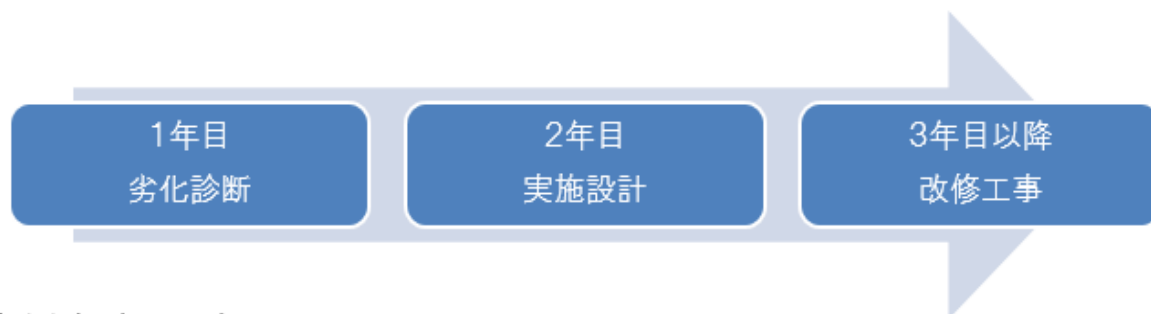 1年目
劣化診断
2年目
実施設計
3年目以降
改修工事